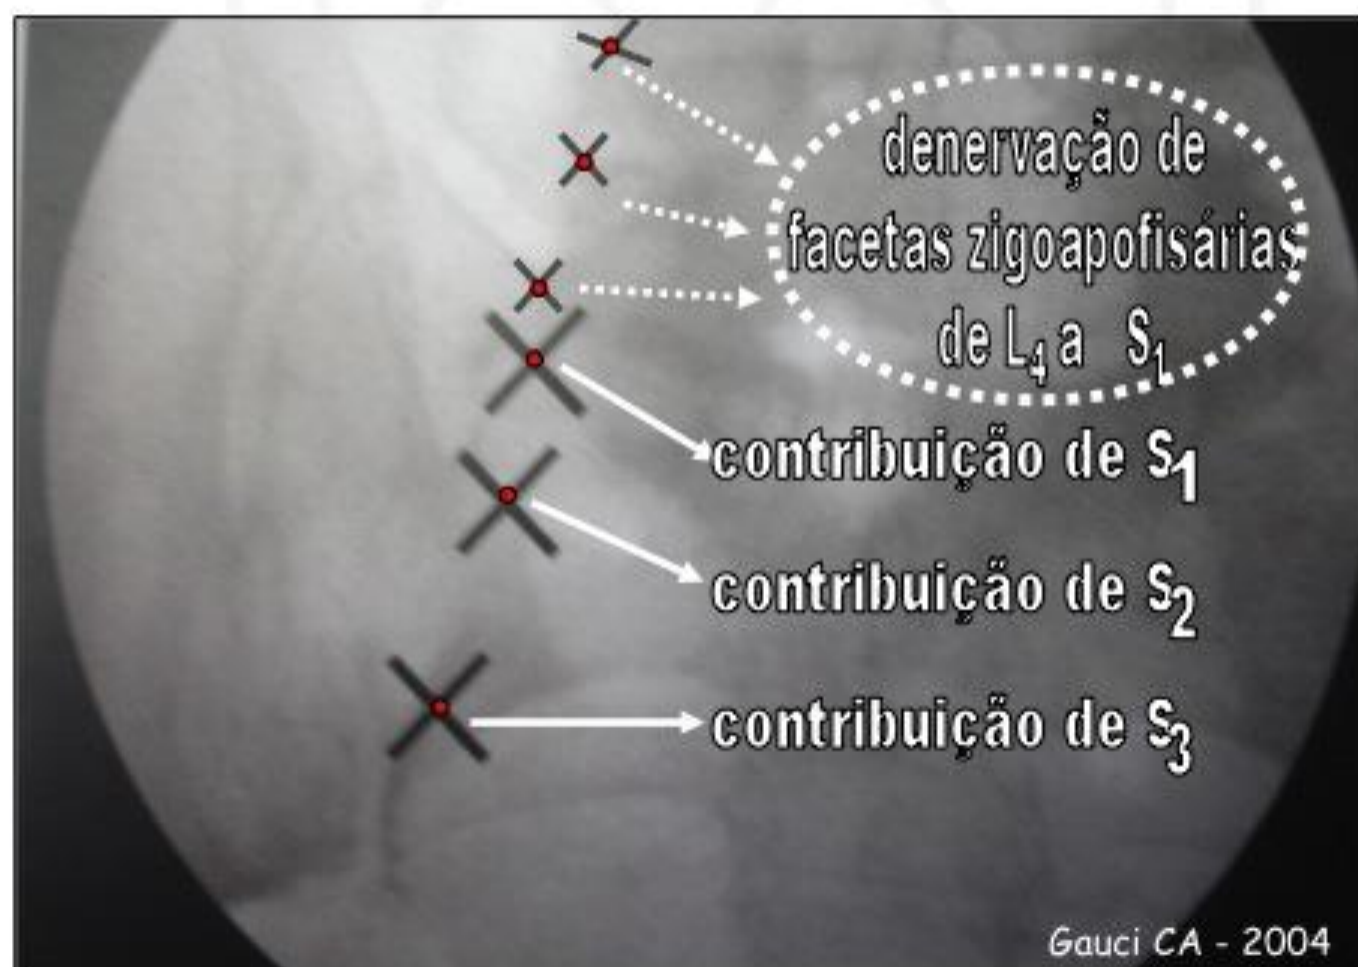 denervação de
facetas zigoapofisárias
de L₄ a S₁
contribuição de S₁
contribuição de S₂
contribuição de S₃
Gauci CA - 2004